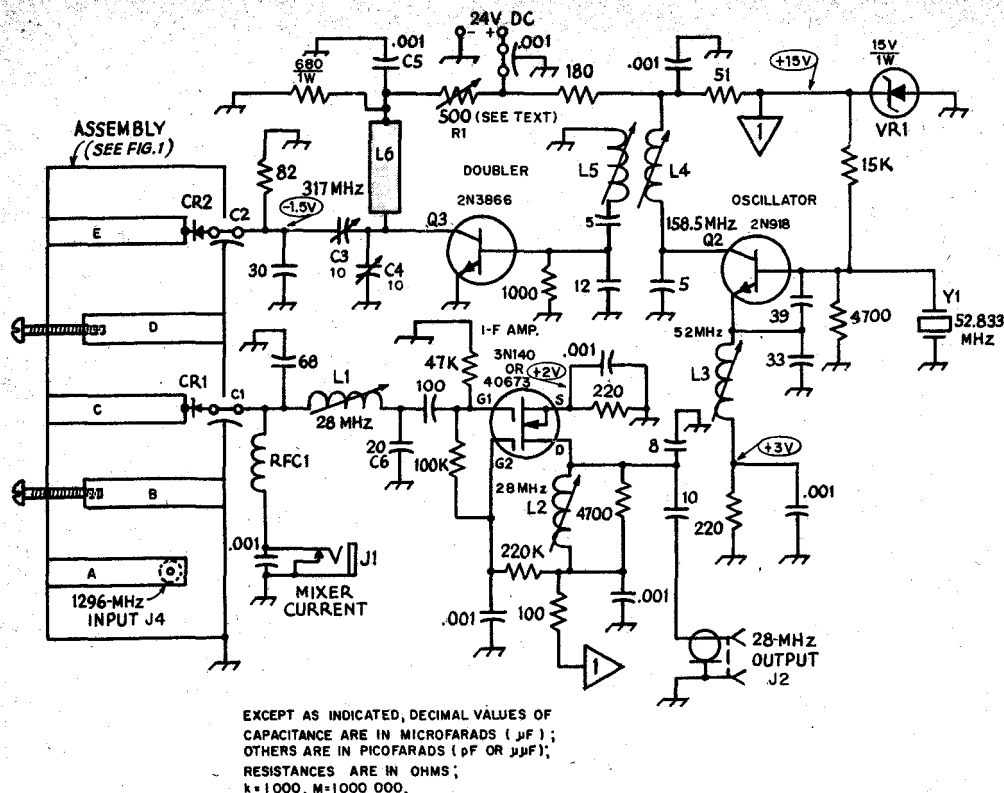 24V DC
- +
.001
C5
.001
680
1W
500 (SEE TEXT)
R1
180
.001
51
+15V
15V
1W
VR1
1
ASSEMBLY
(SEE FIG.1)
82
L6
DOUBLER
L5
L4
OSCILLATOR
15K
317 MHz
2N3866
158.5 MHz
2N918
CR2
C2
-1.5V
Q3
5
Q2
E
30
C3
10
C4
10
1000
12
5
39
4700
Y1
52.833
MHz
D
I-F AMP.
52MHz
33
68
47K
3N140
OR
40673
+2V
.001
220
L3
CR1
C1
L1
28 MHz
100
G1
S
C
20
C6
100K
G2
D
8
+3V
RFC1
28MHz
L2
4700
10
220
.001
B
.001
J1
220K
MIXER
CURRENT
A
1296-MHz
INPUT J4
.001
100
.001
1
28-MHz
OUTPUT
J2
EXCEPT AS INDICATED, DECIMAL VALUES OF
CAPACITANCE ARE IN MICROFARADS ( µF ) ;
OTHERS ARE IN PICOFARADS ( pF OR µµF);
RESISTANCES ARE IN OHMS ;
k=1000, M=1000 000.